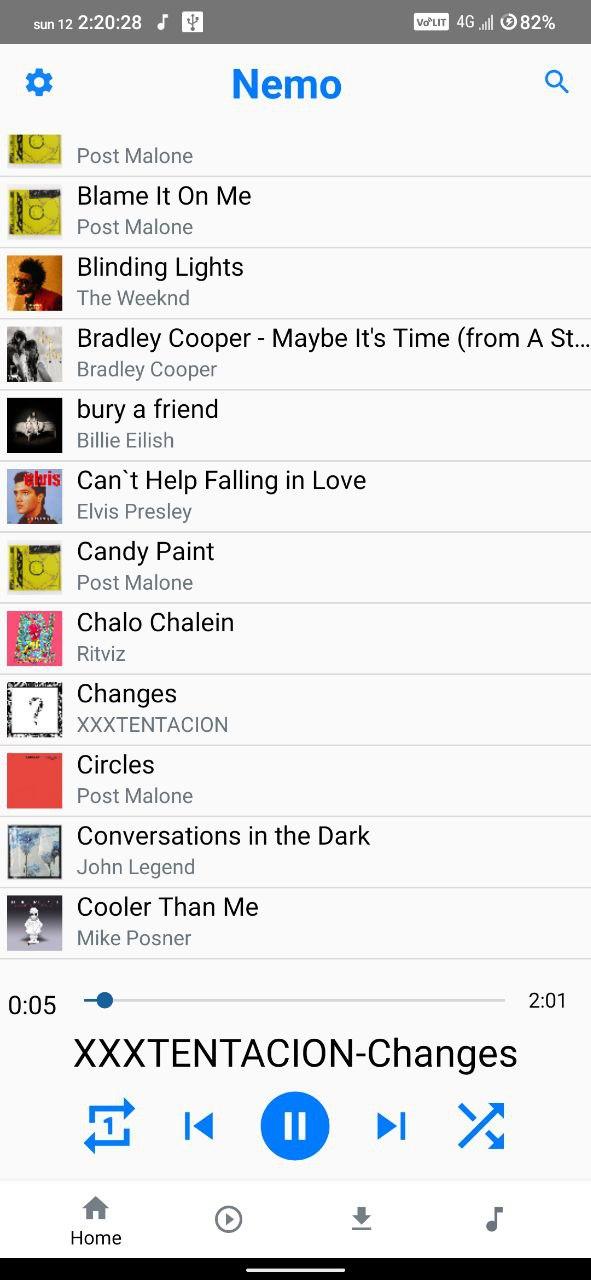 sun 12 2:20:28 Vo LIT 4G 82%
Nemo
Post Malone
Blame It On Me
Post Malone
Blinding Lights
The Weeknd
Bradley Cooper - Maybe It's Time (from A St...
Bradley Cooper
bury a friend
Billie Eilish
elvis
Can`t Help Falling in Love
Elvis Presley
Candy Paint
Post Malone
Chalo Chalein
Ritviz
?
Changes
XXXTENTACION
Circles
Post Malone
Conversations in the Dark
John Legend
Cooler Than Me
Mike Posner
0:05 2:01
XXXTENTACION-Changes
1
Home